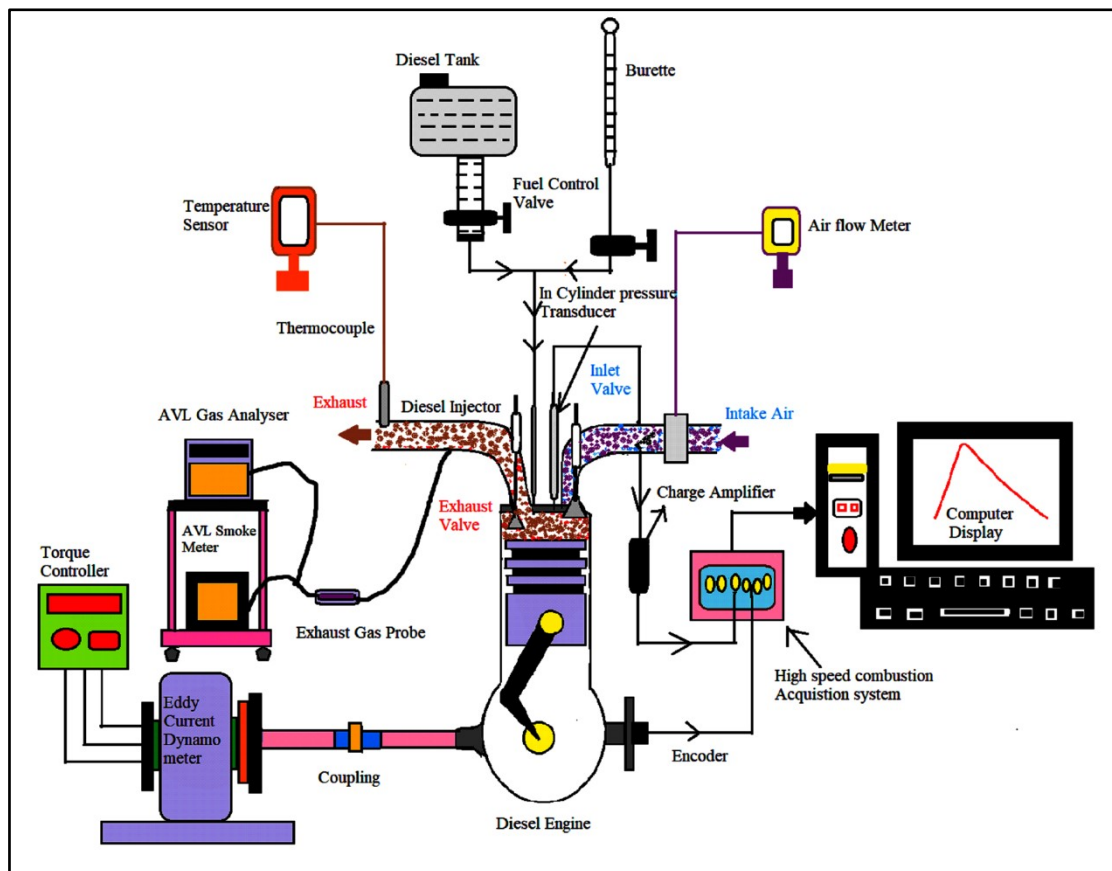 Diesel Tank
Burette
Fuel Control
Valve
Temperature
Sensor
Air flow Meter
In Cylinder pressure
Transducer
Thermocouple
Inlet
Valve
Exhaust
Diesel Injector
Intake Air
AVL Gas Analyser
Charge Amplifier
Exhaust
Valve
Computer
Display
AVL Smoke
Meter
Torque
Controller
Exhaust Gas Probe
High speed combustion
Acquistion system
Eddy
Current
Dynamo
meter
Encoder
Coupling
Diesel Engine